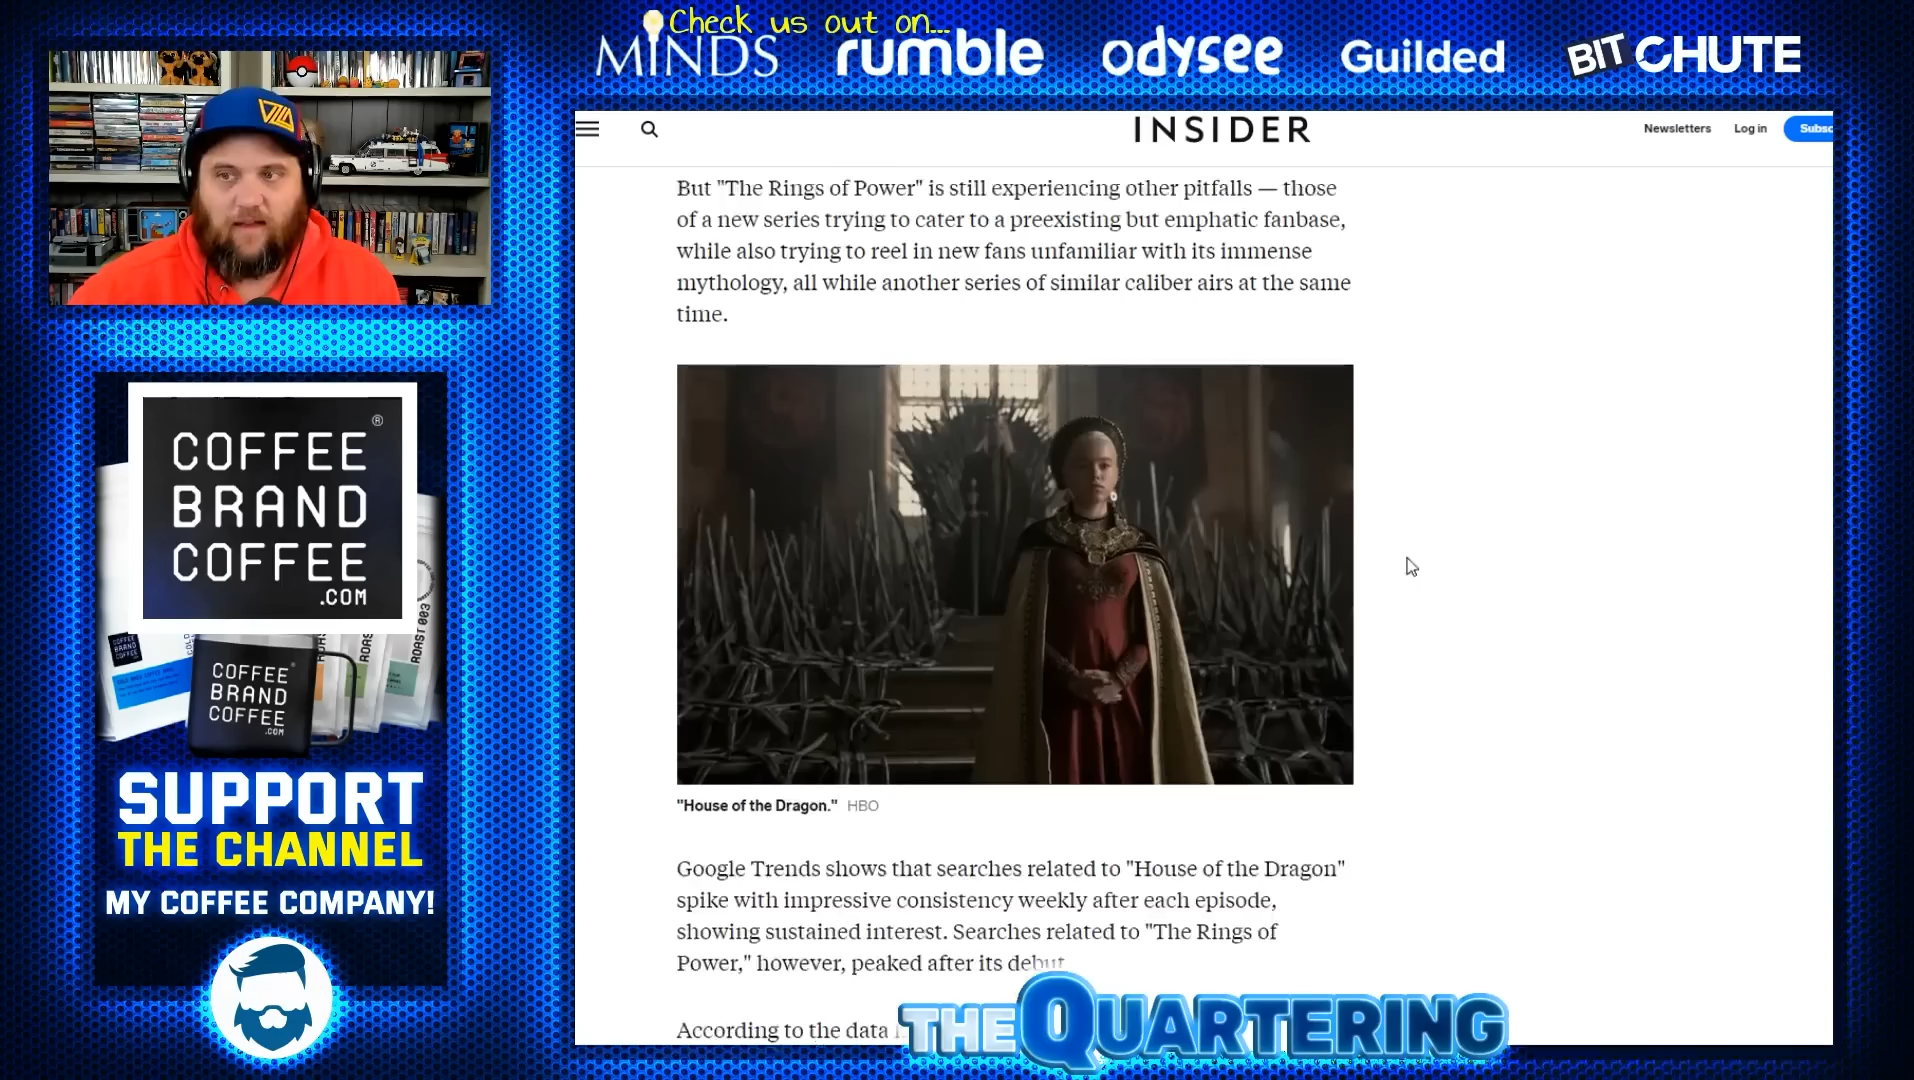 Check us out on...
MINDS
rumble
odysee
Guilded
BITCHUTE
INSIDER
Newsletters
Log in
Subsc
But "The Rings of Power" is still experiencing other pitfalls — those
of a new series trying to cater to a preexisting but emphatic fanbase,
while also trying to reel in new fans unfamiliar with its immense
mythology, all while another series of similar caliber airs at the same
time.
"House of the Dragon." HBO
Google Trends shows that searches related to "House of the Dragon"
spike with impressive consistency weekly after each episode,
showing sustained interest. Searches related to "The Rings of
Power," however, peaked after its debut
According to the data
THE QUARTERING
COFFEE
BRAND
COFFEE
.COM
®
ROAST 003
COFFEE
BRAND
COFFEE
.COM
SUPPORT
THE CHANNEL
MY COFFEE COMPANY!